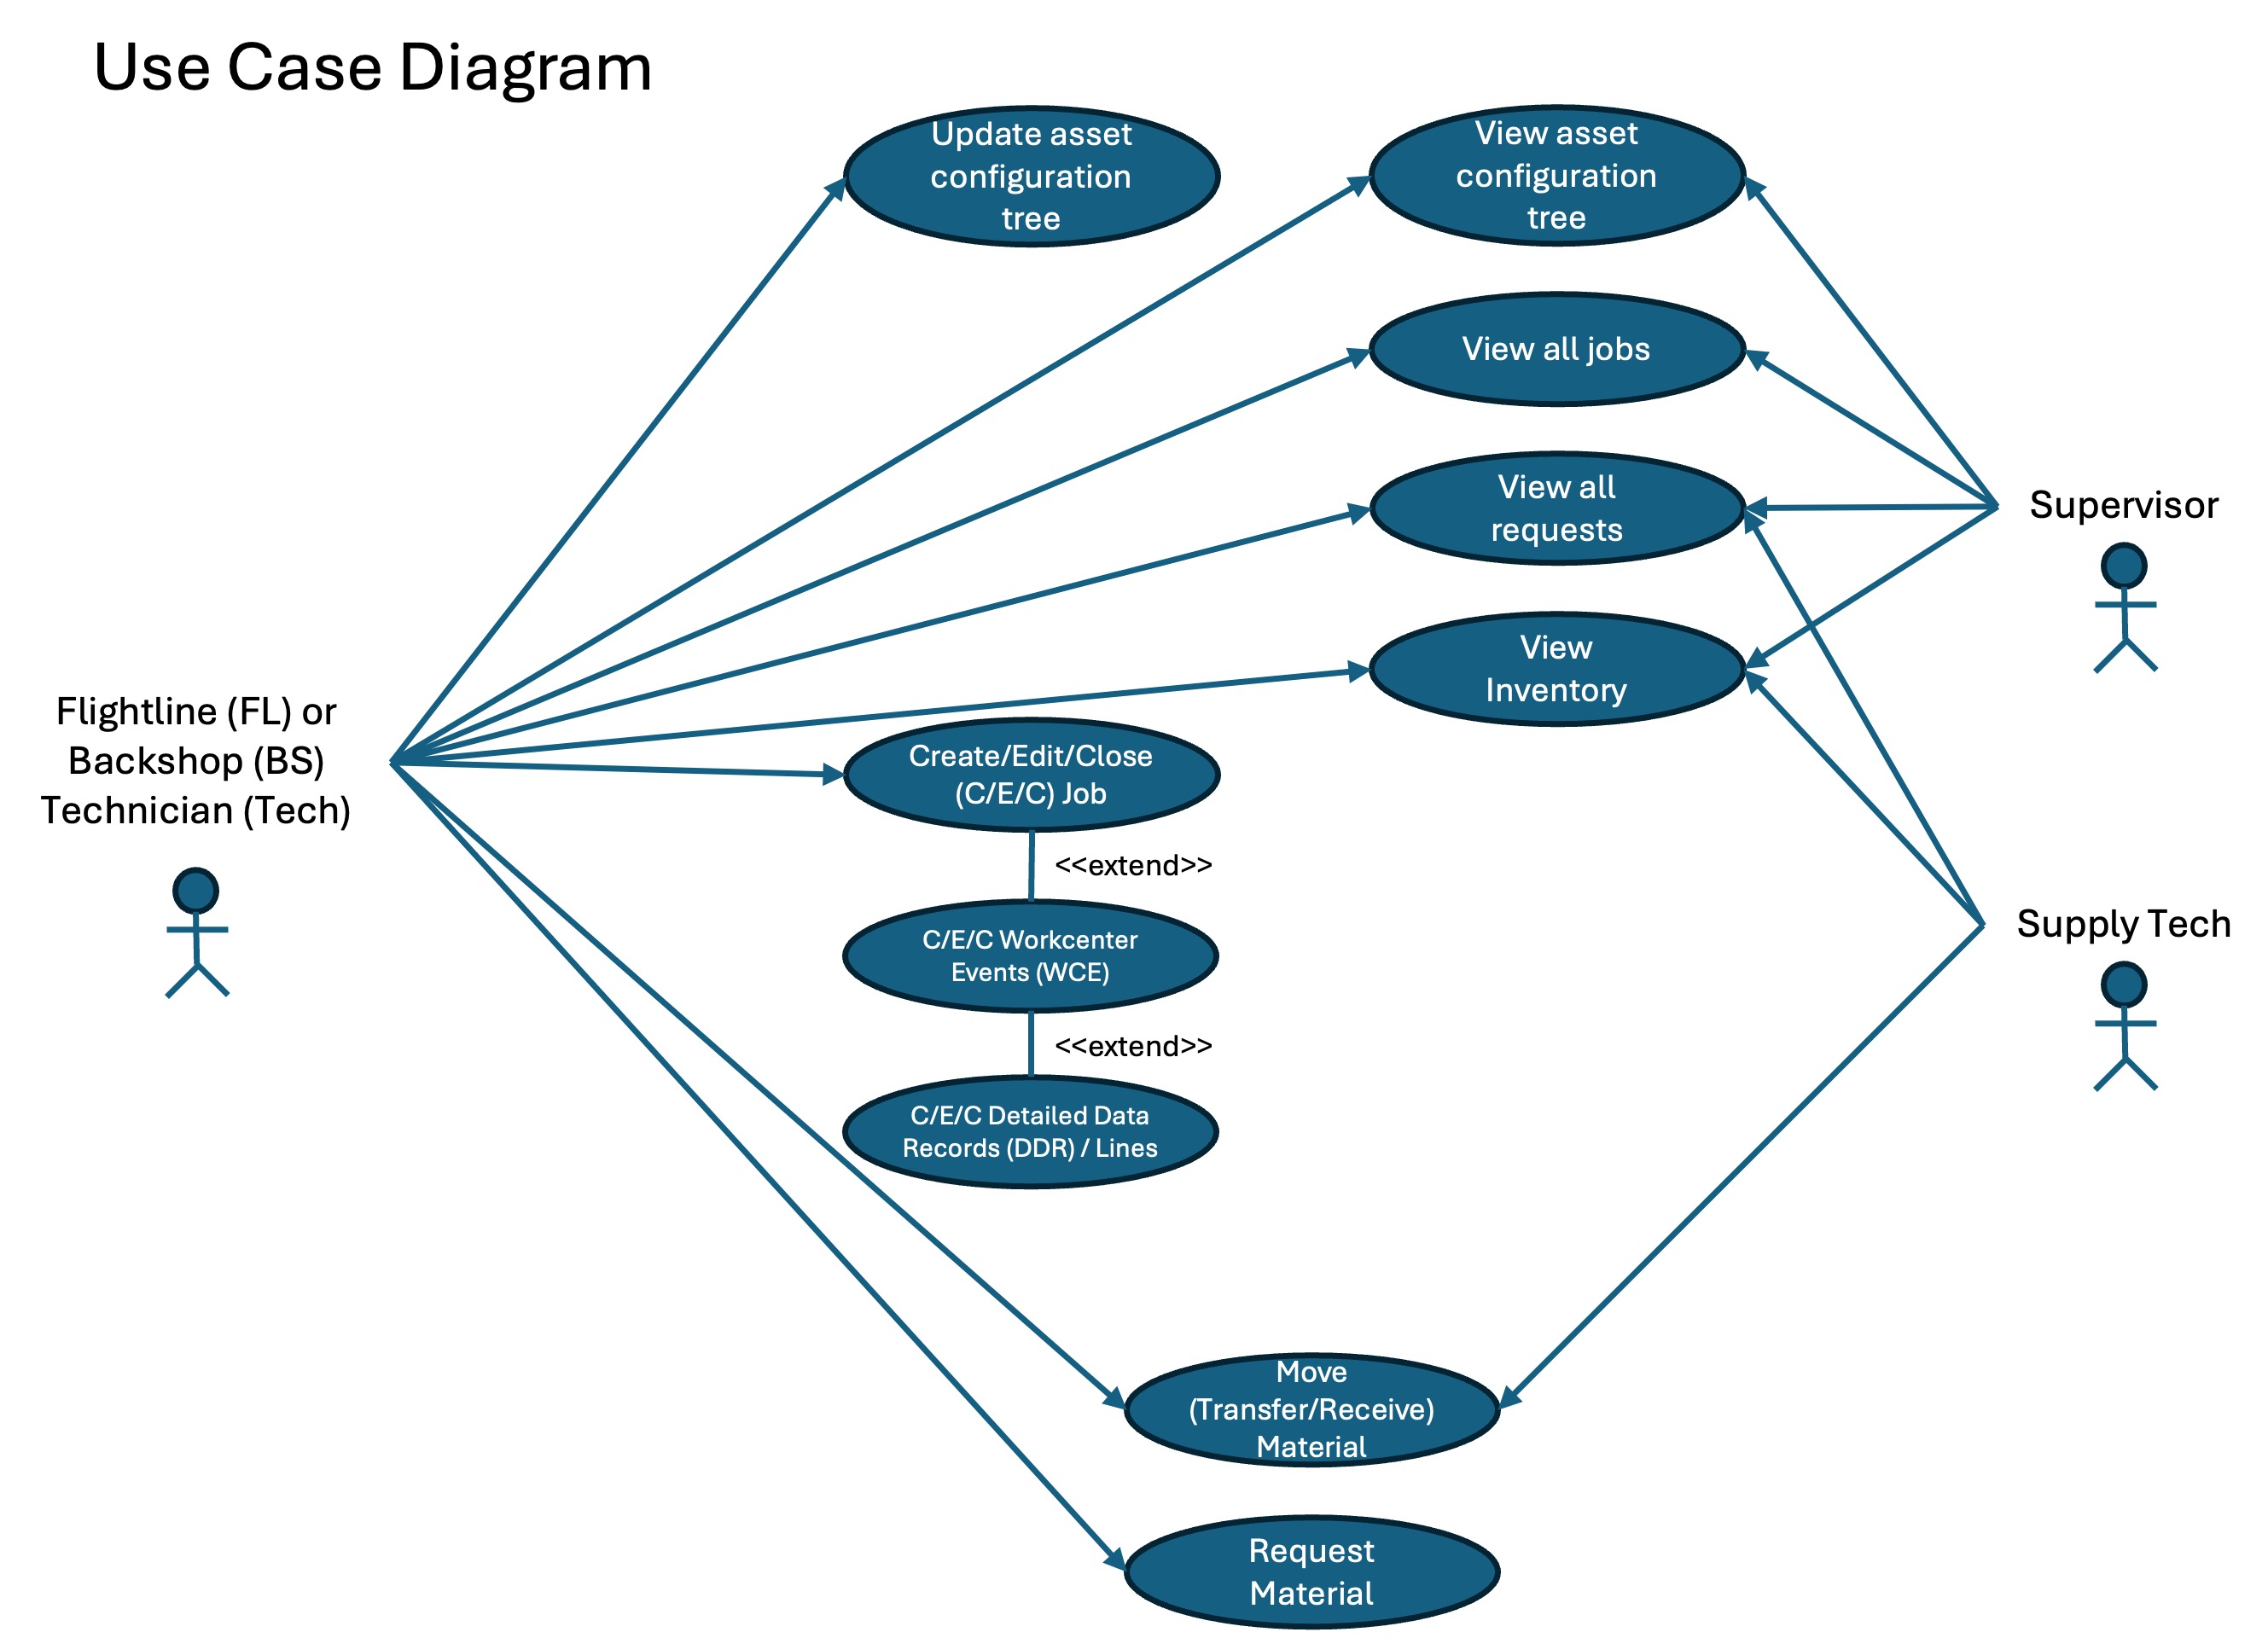 Use Case Diagram
Update asset
configuration
tree
View asset
configuration
tree
View all jobs
View all
requests
Supervisor
View
Inventory
Flightline (FL) or
Backshop (BS)
Technician (Tech)
Create/Edit/Close
(C/E/C) Job
<<extend>>
C/E/C Workcenter
Events (WCE)
Supply Tech
<<extend>>
C/E/C Detailed Data
Records (DDR) / Lines
Move
(Transfer/Receive)
Material
Request
Material